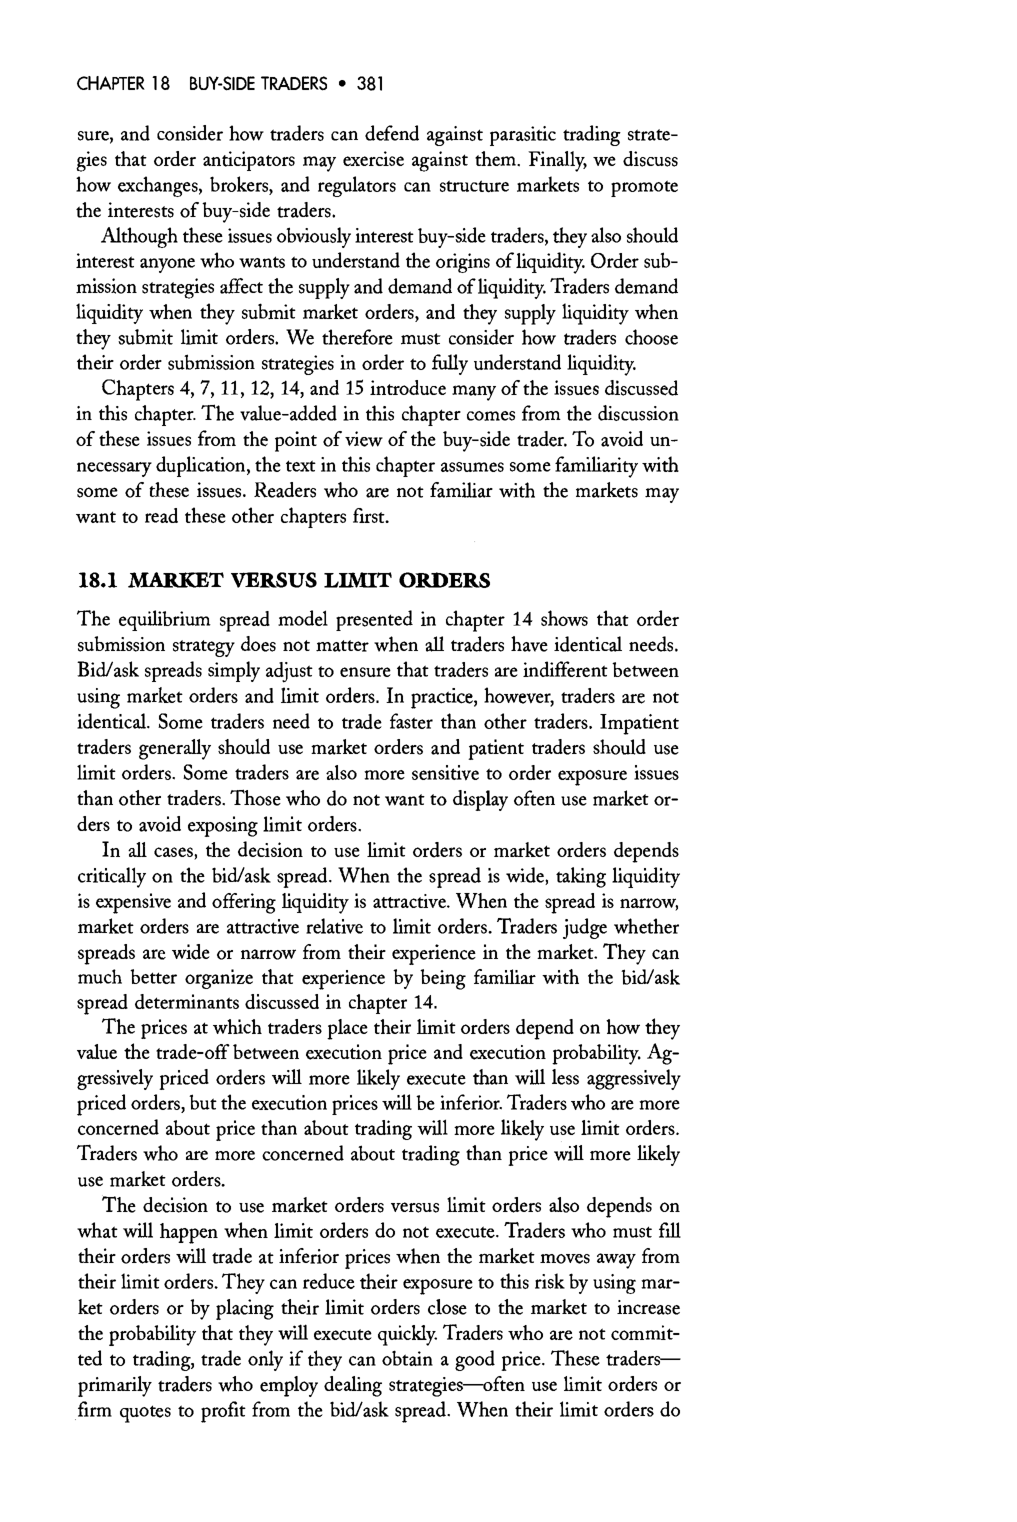 CHAPTER 18 BUY-SIDE TRADERS • 381
sure, and consider how traders can defend against parasitic trading strate-
gies that order anticipators may exercise against them. Finally, we discuss
how exchanges, brokers, and regulators can structure markets to promote
the interests of buy-side traders.
Although these issues obviously interest buy-side traders, they also should
interest anyone who wants to understand the origins of liquidity. Order sub-
mission strategies affect the supply and demand of liquidity. Traders demand
liquidity when they submit market orders, and they supply liquidity when
they submit limit orders. We therefore must consider how traders choose
their order submission strategies in order to fully understand liquidity.
Chapters 4, 7, 11, 12, 14, and 15 introduce many of the issues discussed
in this chapter. The value-added in this chapter comes from the discussion
of these issues from the point of view of the buy-side trader. To avoid un-
necessary duplication, the text in this chapter assumes some familiarity with
some of these issues. Readers who are not familiar with the markets may
want to read these other chapters first.
18.1 MARKET VERSUS LIMIT ORDERS
The equilibrium spread model presented in chapter 14 shows that order
submission strategy does not matter when all traders have identical needs.
Bid/ask spreads simply adjust to ensure that traders are indifferent between
using market orders and limit orders. In practice, however, traders are not
identical. Some traders need to trade faster than other traders. Impatient
traders generally should use market orders and patient traders should use
limit orders. Some traders are also more sensitive to order exposure issues
than other traders. Those who do not want to display often use market or-
ders to avoid exposing limit orders.
In all cases, the decision to use limit orders or market orders depends
critically on the bid/ask spread. When the spread is wide, taking liquidity
is expensive and offering liquidity is attractive. When the spread is narrow,
market orders are attractive relative to limit orders. Traders judge whether
spreads are wide or narrow from their experience in the market. They can
much better organize that experience by being familiar with the bid/ask
spread determinants discussed in chapter 14.
The prices at which traders place their limit orders depend on how they
value the trade-off between execution price and execution probability. Ag-
gressively priced orders will more likely execute than will less aggressively
priced orders, but the execution prices will be inferior. Traders who are more
concerned about price than about trading will more likely use limit orders.
Traders who are more concerned about trading than price will more likely
use market orders.
The decision to use market orders versus limit orders also depends on
what will happen when limit orders do not execute. Traders who must fill
their orders will trade at inferior prices when the market moves away from
their limit orders. They can reduce their exposure to this risk by using mar-
ket orders or by placing their limit orders close to the market to increase
the probability that they will execute quickly. Traders who are not commit-
ted to trading, trade only if they can obtain a good price. These traders—
primarily traders who employ dealing strategies—often use limit orders or
firm quotes to profit from the bid/ask spread. When their limit orders do